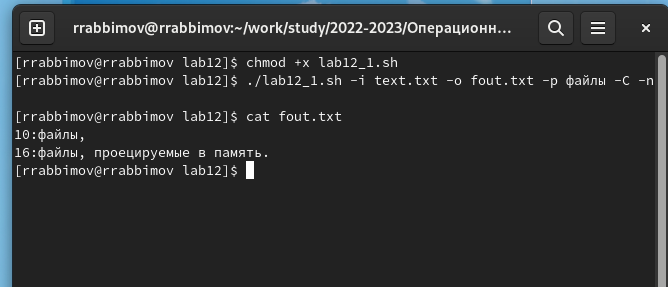 rrabbimov@rrabbimov:~/work/study/2022-2023/Операционн...
[rrabbimov@rrabbimov lab12]$ chmod +x lab12_1.sh
[rrabbimov@rrabbimov lab12]$ ./lab12_1.sh -i text.txt -o fout.txt -p файлы -C -n
[rrabbimov@rrabbimov lab12]$ cat fout.txt
10:файлы,
16:файлы, проецируемые в память.
[rrabbimov@rrabbimov lab12]$